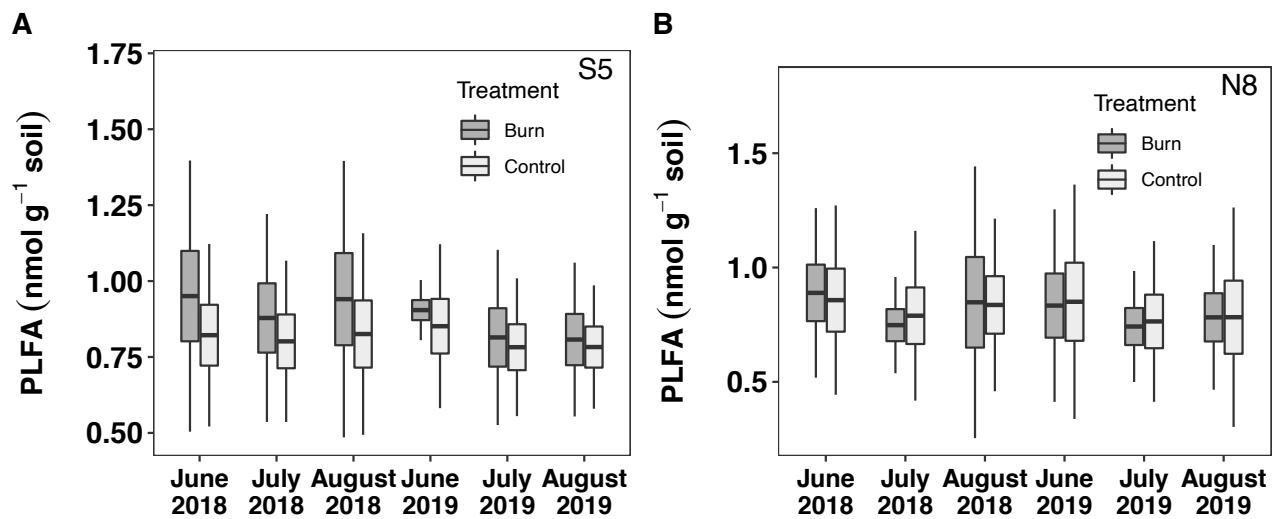 A
PLFA (nmol g⁻¹ soil)
1.75
1.50
1.25
1.00
0.75
0.50
S5
Treatment
Burn
Control
June 2018
July 2018
August 2018
June 2019
July 2019
August 2019
B
PLFA (nmol g⁻¹ soil)
1.5
1.0
0.5
N8
Treatment
Burn
Control
June 2018
July 2018
August 2018
June 2019
July 2019
August 2019